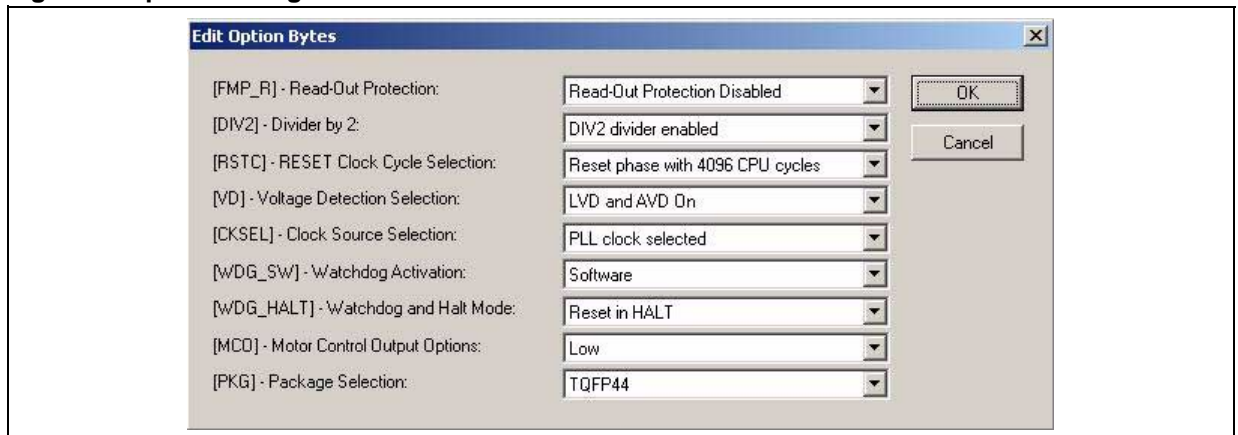 Edit Option Bytes
[FMP_R] - Read-Out Protection: Read-Out Protection Disabled OK
[DIV2] - Divider by 2: DIV2 divider enabled
Cancel
[RSTC] - RESET Clock Cycle Selection: Reset phase with 4096 CPU cycles
[VD] - Voltage Detection Selection: LVD and AVD On
[CKSEL] - Clock Source Selection: PLL clock selected
[WDG_SW] - Watchdog Activation: Software
[WDG_HALT] - Watchdog and Halt Mode: Reset in HALT
[MCO] - Motor Control Output Options: Low
[PKG] - Package Selection: TQFP44